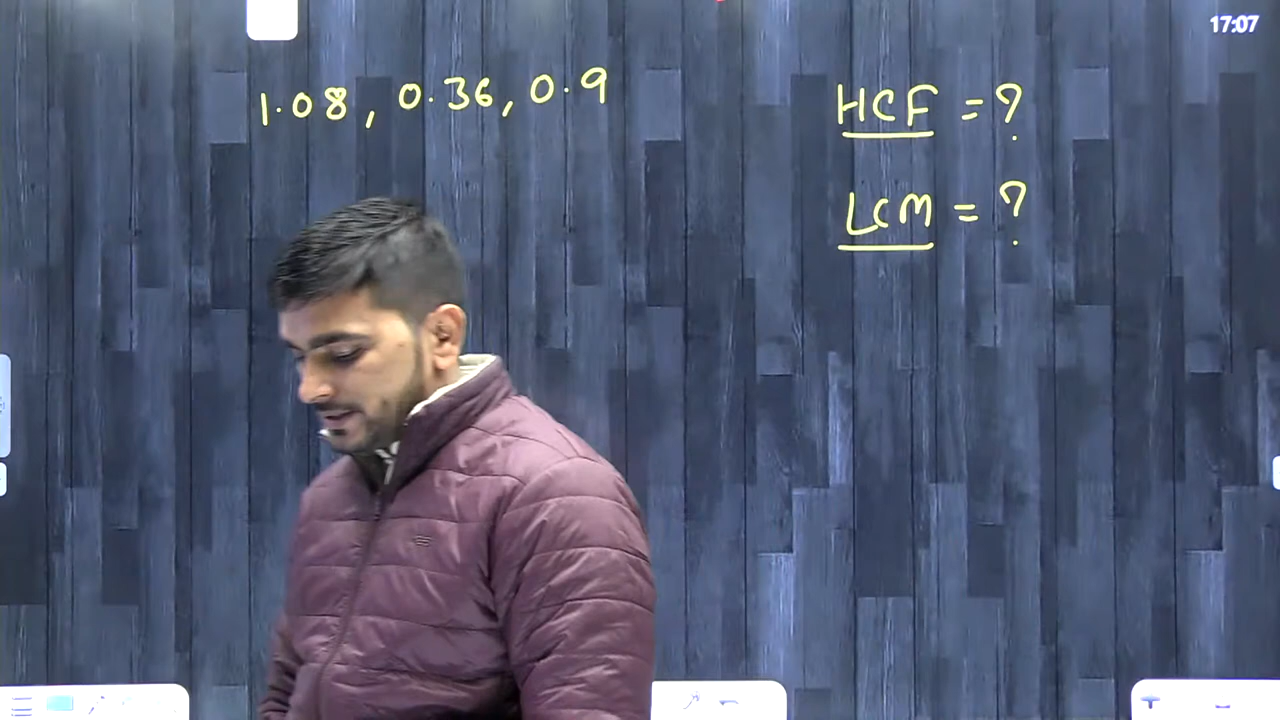 17:07
1.08, 0.36, 0.9
HCF = ?
LCM = ?